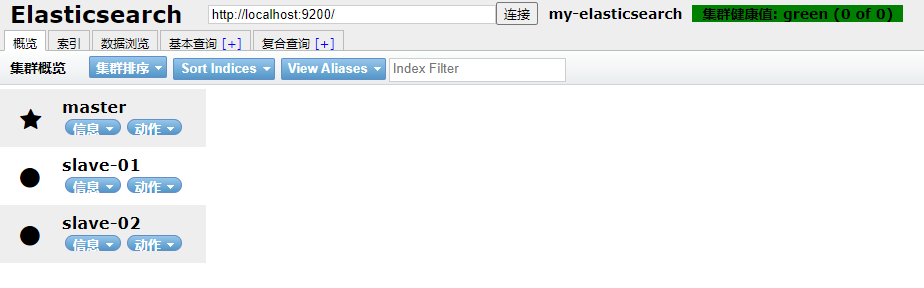 Elasticsearch http://localhost:9200/ 连接 my-elasticsearch 集群健康值: green (0 of 0)
概览 索引 数据浏览 基本查询 [+] 复合查询 [+]
集群概览 集群排序 Sort Indices View Aliases Index Filter
master
信息 动作
slave-01
信息 动作
slave-02
信息 动作